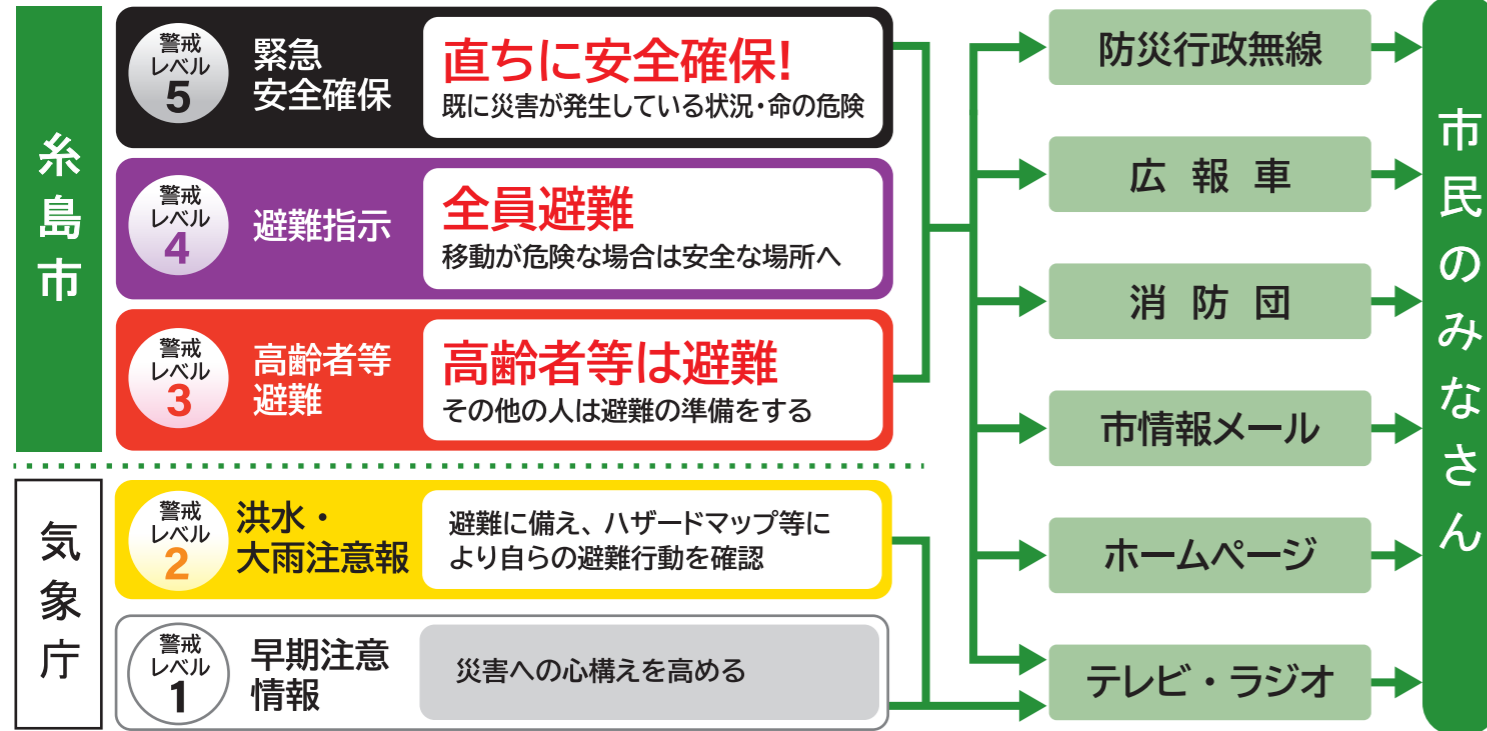 糸島市
警戒
レベル
5
緊急
安全確保
直ちに安全確保!
既に災害が発生している状況・命の危険
警戒
レベル
4
避難指示
全員避難
移動が危険な場合は安全な場所へ
警戒
レベル
3
高齢者等
避難
高齢者等は避難
その他の人は避難の準備をする
気象庁
警戒
レベル
2
洪水・
大雨注意報
避難に備え、ハザードマップ等に
より自らの避難行動を確認
警戒
レベル
1
早期注意
情報
災害への心構えを高める
防災行政無線
広報車
消防団
市情報メール
ホームページ
テレビ・ラジオ
市民のみなさん